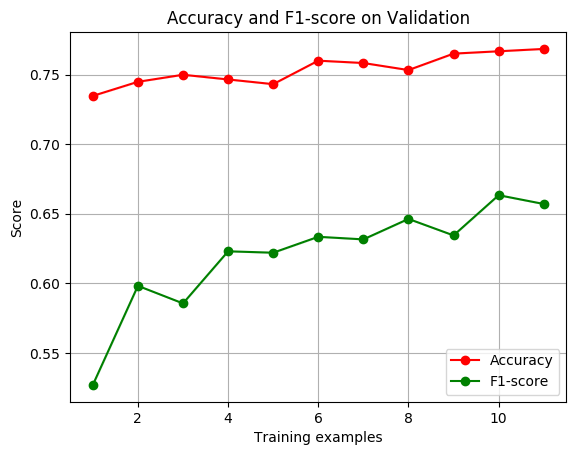 Accuracy and F1-score on Validation
Score
0.75
0.70
0.65
0.60
0.55
Accuracy
F1-score
2 4 6 8 10
Training examples